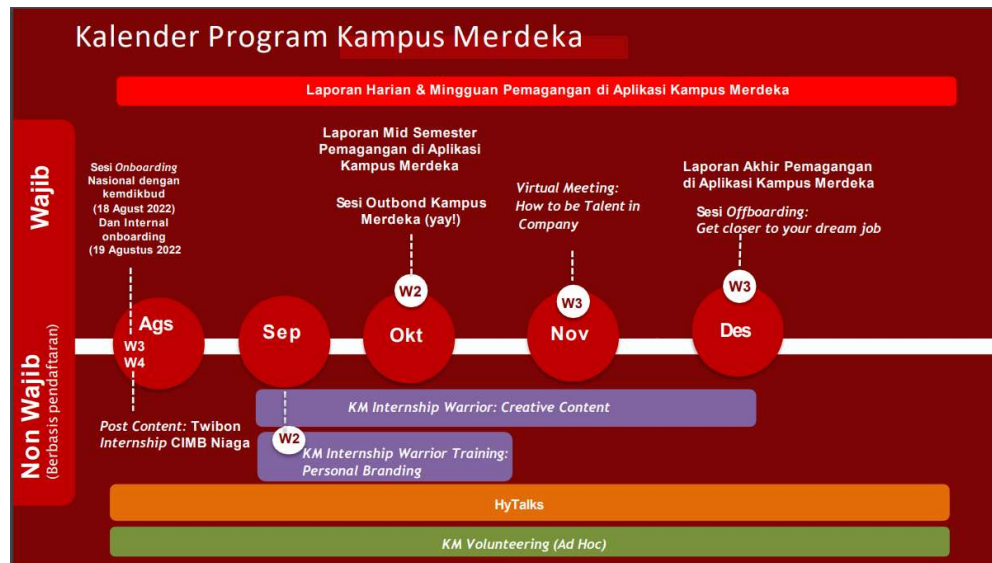 Kalender Program Kampus Merdeka
Laporan Harian & Mingguan Pemagangan di Aplikasi Kampus Merdeka
Wajib
Sesi Onboarding
Nasional dengan
kemdikbud
(18 Agust 2022)
Dan Internal
onboarding
(19 Agustus 2022
Laporan Mid Semester
Pemagangan di Aplikasi
Kampus Merdeka
Sesi Outbond Kampus
Merdeka (yay!)
Virtual Meeting:
How to be Talent in
Company
Laporan Akhir Pemagangan
di Aplikasi Kampus Merdeka
Sesi Offboarding:
Get closer to your dream job
Ags
W3
W4
Sep
W2
Okt
W3
Nov
W3
Des
Non Wajib
(Berbasis pendaftaran)
Post Content: Twibon
Internship CIMB Niaga
KM Internship Warrior: Creative Content
W2
KM Internship Warrior Training:
Personal Branding
HyTalks
KM Volunteering (Ad Hoc)